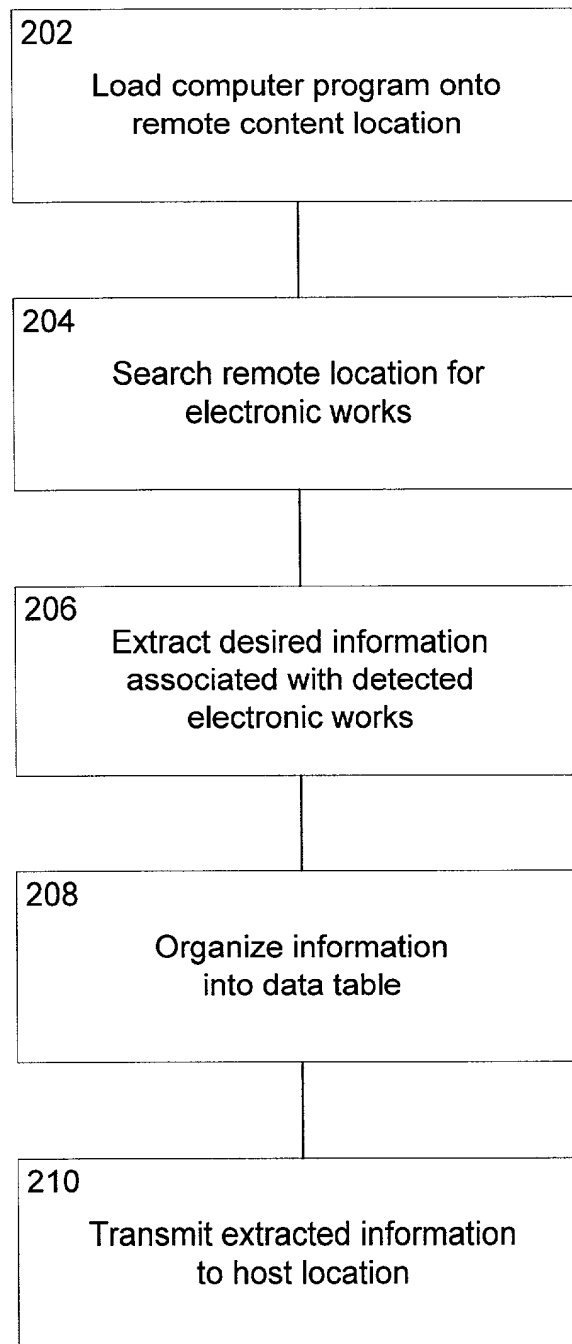 202
Load computer program onto
remote content location
204
Search remote location for
electronic works
206
Extract desired information
associated with detected
electronic works
208
Organize information
into data table
210
Transmit extracted information
to host location